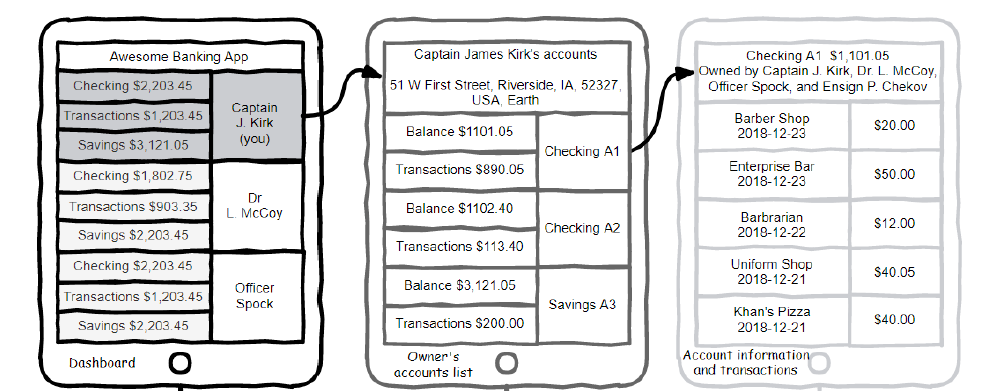 Awesome Banking App
Checking $2,203.45
Transactions $1,203.45
Savings $3,121.05
Captain
J. Kirk
(you)
Checking $1,802.75
Transactions $903.35
Savings $2,203.45
Dr
L. McCoy
Checking $2,203.45
Transactions $1,203.45
Savings $2,203.45
Officer
Spock
Dashboard
Captain James Kirk's accounts
51 W First Street, Riverside, IA, 52327,
USA, Earth
Balance $1101.05
Transactions $890.05
Checking A1
Balance $1102.40
Transactions $113.40
Checking A2
Balance $3,121.05
Transactions $200.00
Savings A3
Owner's
accounts list
Checking A1 $1,101.05
Owned by Captain J. Kirk, Dr. L. McCoy,
Officer Spock, and Ensign P. Chekov
Barber Shop
2018-12-23
$20.00
Enterprise Bar
2018-12-23
$50.00
Barbrarian
2018-12-22
$12.00
Uniform Shop
2018-12-21
$40.05
Khan's Pizza
2018-12-21
$40.00
Account information
and transactions